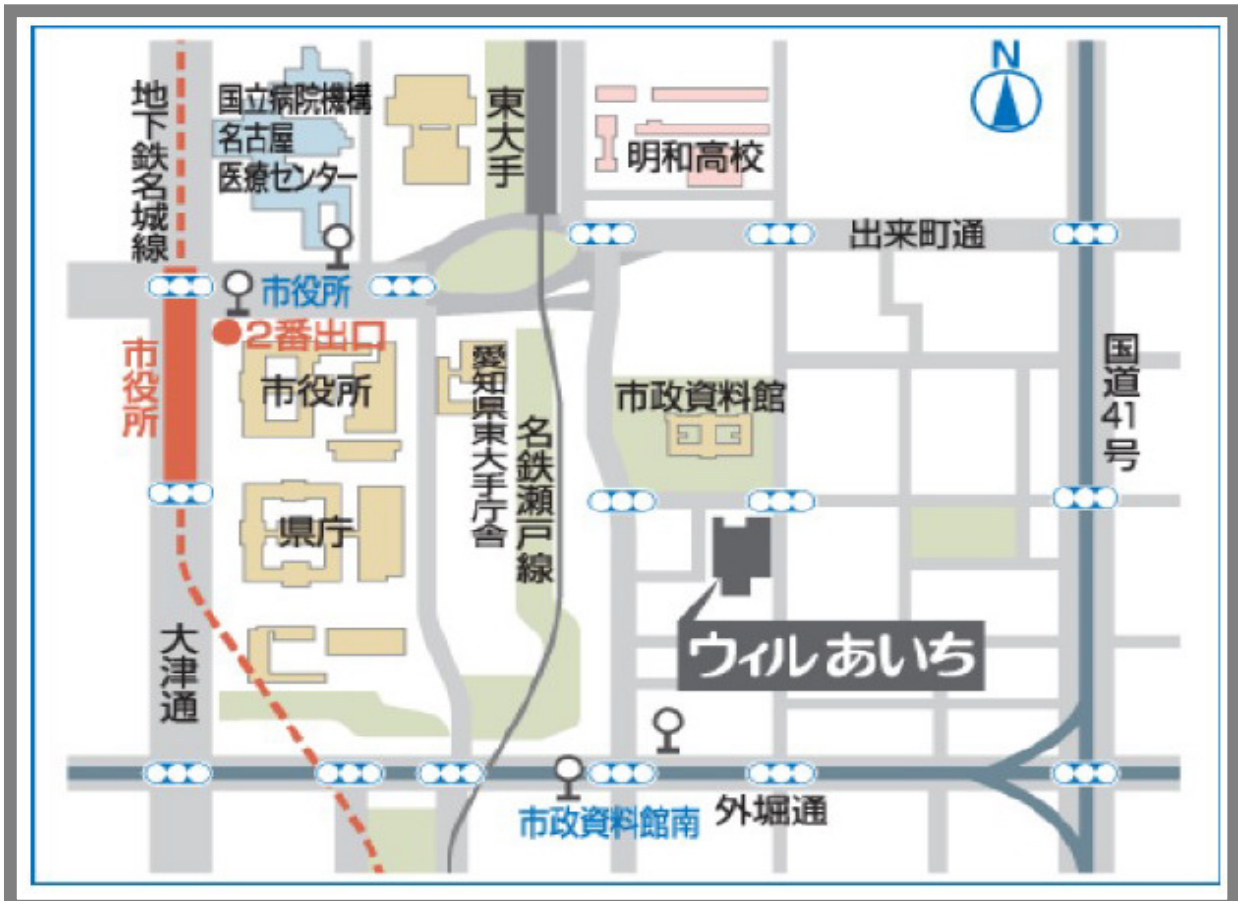 N
地下鉄名城線
国立病院機構
名古屋
医療センター
東大手
明和高校
出来町通
市役所
2番出口
市役所
市役所
愛知県東大手庁舎
名鉄瀬戸線
市政資料館
国道41号
県庁
大津通
ウィルあいち
市政資料館南
外堀通